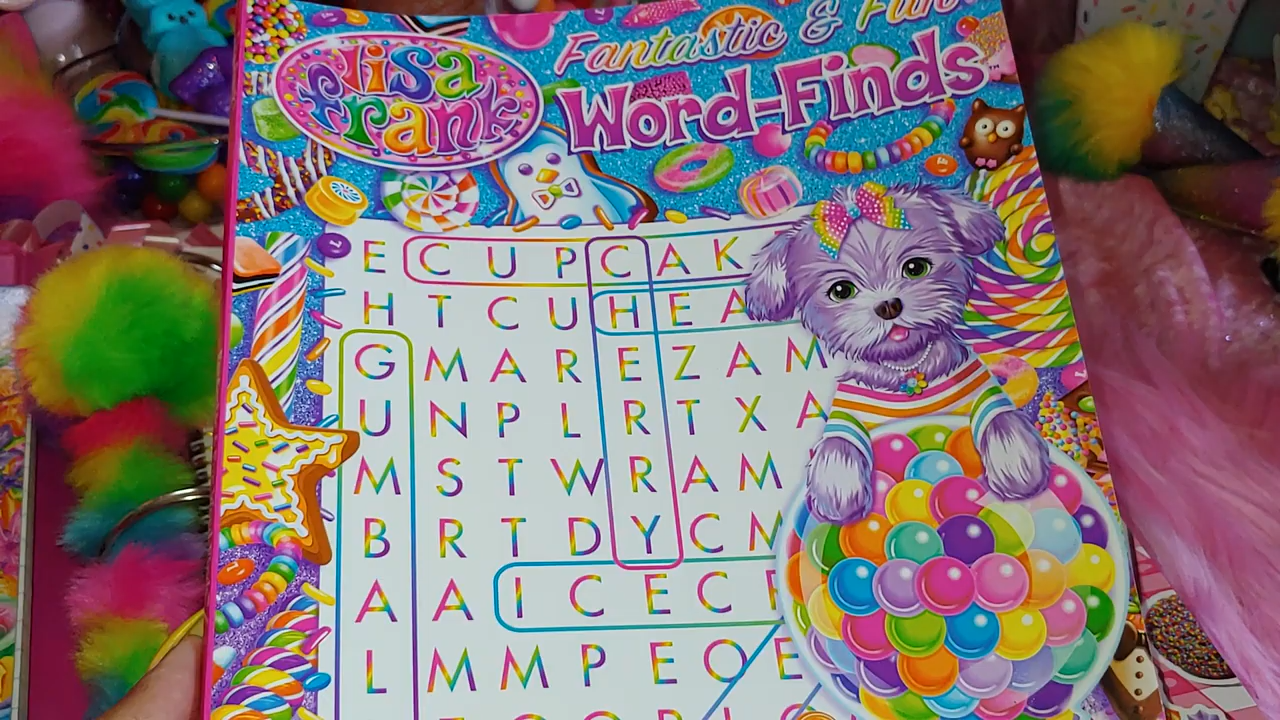 lisa
frank
Fantastic & Fun
Word-Finds
E C U P C A K
H T C U H E A
G M A R E Z A M
U N P L R T X A
M S T W R A M
B R T D Y C M
A A I C E C
L M M P E O E